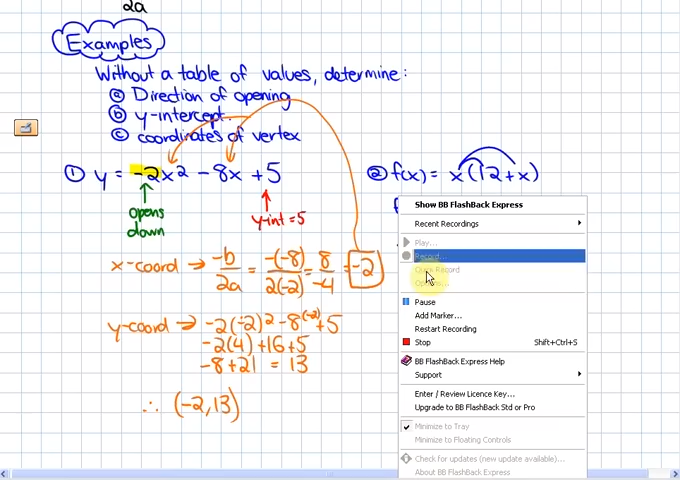 2a
Examples
Without a table of values, determine:
ⓐ Direction of opening
ⓑ y-intercept.
ⓒ coordinates of vertex
① y = -2x² - 8x + 5
② f(x) = x(12 + x)
opens
down
y-int = 5
x-coord → -b/2a = -(-8)/2(-2) = 8/-4 = -2
y-coord → -2(-2)² - 8(-2) + 5
-2(4) + 16 + 5
-8 + 21 = 13
∴ (-2, 13)
f
Show BB FlashBack Express
Recent Recordings
Play...
Record...
Quick Record
Options...
Pause
Add Marker...
Restart Recording
Stop Shift+Ctrl+S
BB FlashBack Express Help
Support
Enter / Review Licence Key...
Upgrade to BB FlashBack Std or Pro
Minimize to Tray
Minimize to Floating Controls
Check for updates (new update available)...
About BB FlashBack Express